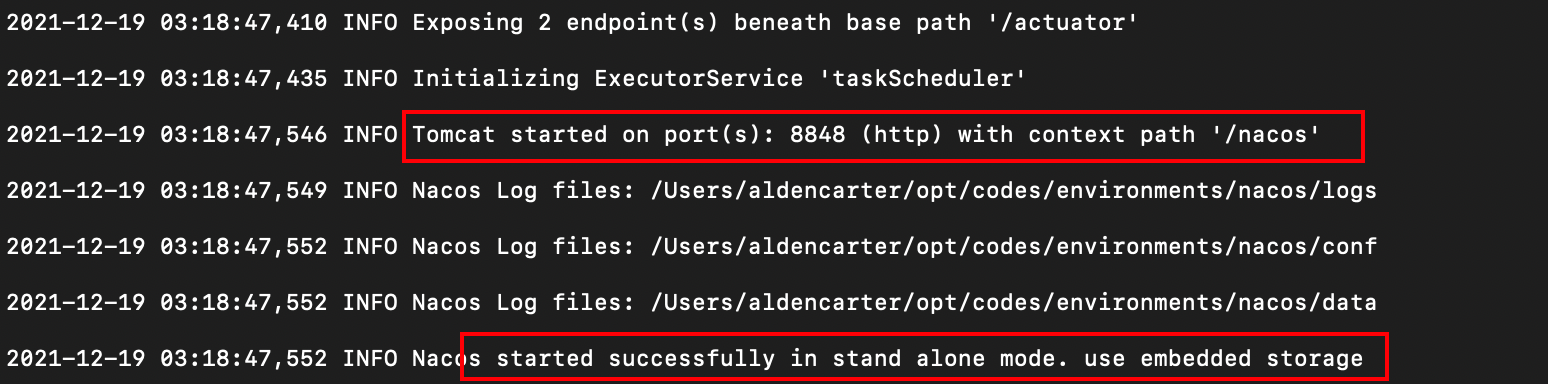 2021-12-19 03:18:47,410 INFO Exposing 2 endpoint(s) beneath base path '/actuator'
2021-12-19 03:18:47,435 INFO Initializing ExecutorService 'taskScheduler'
2021-12-19 03:18:47,546 INFO Tomcat started on port(s): 8848 (http) with context path '/nacos'
2021-12-19 03:18:47,549 INFO Nacos Log files: /Users/aldencarter/opt/codes/environments/nacos/logs
2021-12-19 03:18:47,552 INFO Nacos Log files: /Users/aldencarter/opt/codes/environments/nacos/conf
2021-12-19 03:18:47,552 INFO Nacos Log files: /Users/aldencarter/opt/codes/environments/nacos/data
2021-12-19 03:18:47,552 INFO Nacos started successfully in stand alone mode. use embedded storage